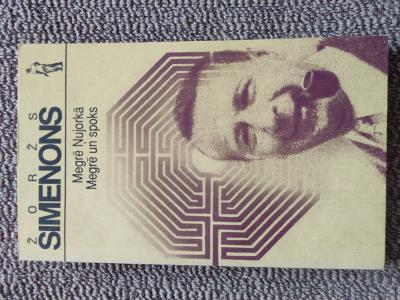 ŽORŽS
SIMENONS
Megrē Ņujorkā
Megrē un spoks